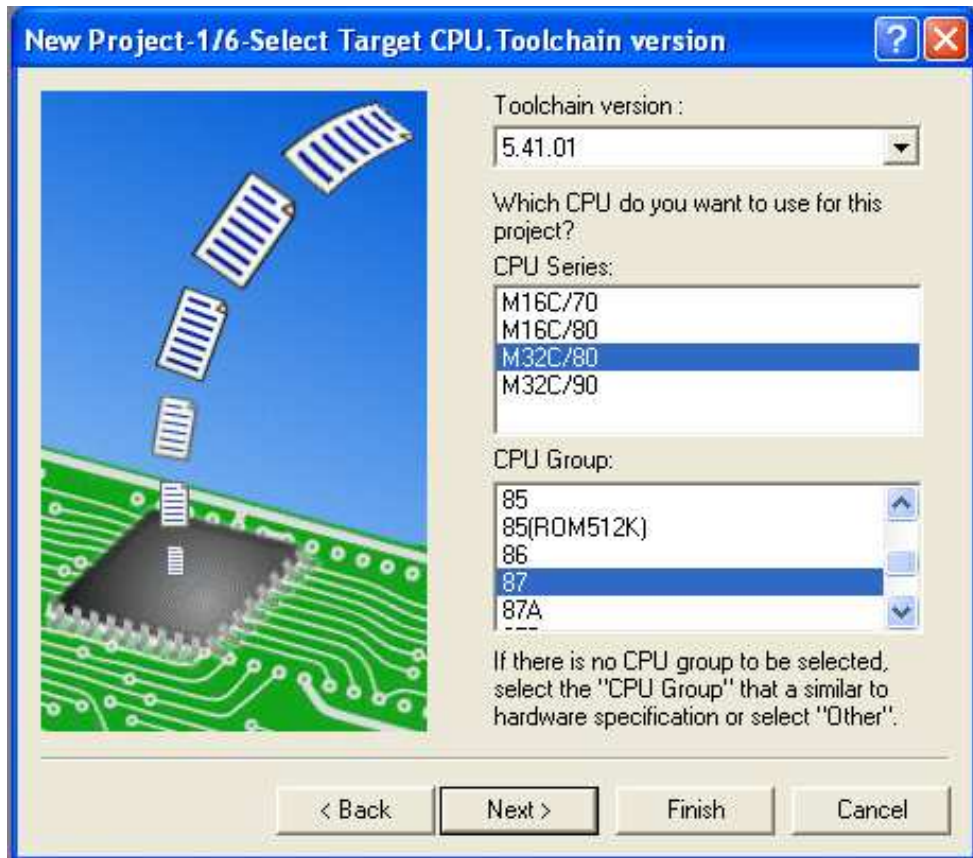 New Project-1/6-Select Target CPU.Toolchain version
Toolchain version :
5.41.01
Which CPU do you want to use for this
project?
CPU Series:
M16C/70
M16C/80
M32C/80
M32C/90
CPU Group:
85
85(ROM512K)
86
87
87A
If there is no CPU group to be selected,
select the "CPU Group" that a similar to
hardware specification or select "Other".
< Back
Next >
Finish
Cancel